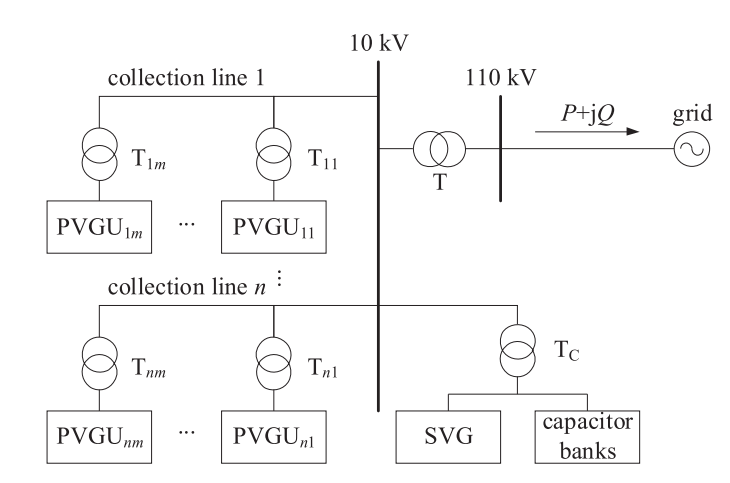 10 kV
collection line 1
110 kV
P+jQ
grid
T1m
T11
T
PVGU1m
...
PVGU11
⋮
collection line n
Tnm
Tn1
TC
PVGUnm
...
PVGUn1
SVG
capacitor
banks